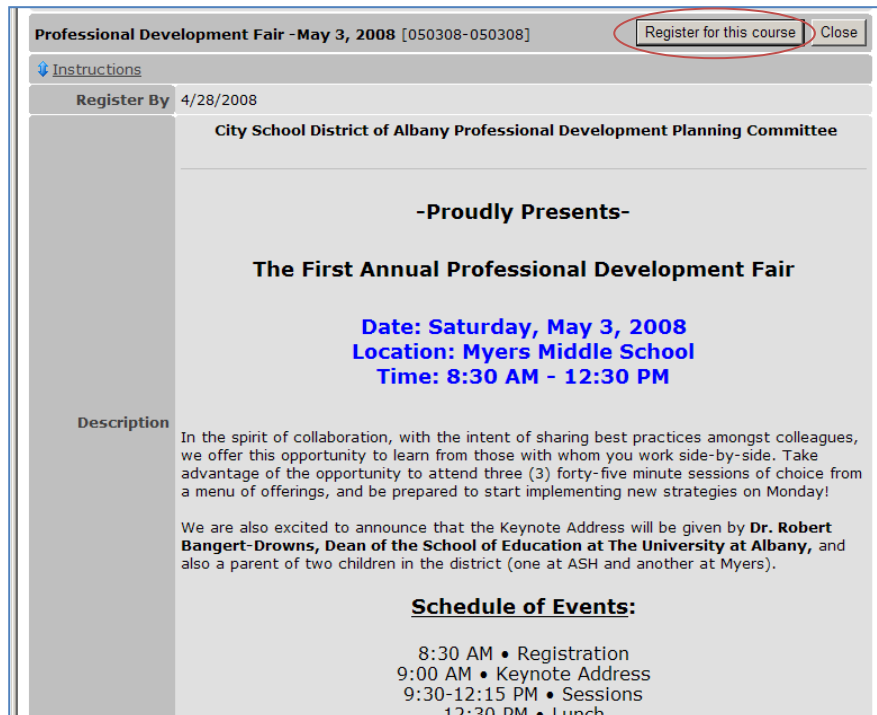 Professional Development Fair -May 3, 2008 [050308-050308]
Register for this course
Close
Instructions
Register By 4/28/2008
City School District of Albany Professional Development Planning Committee
-Proudly Presents-
The First Annual Professional Development Fair
Date: Saturday, May 3, 2008
Location: Myers Middle School
Time: 8:30 AM - 12:30 PM
Description
In the spirit of collaboration, with the intent of sharing best practices amongst colleagues,
we offer this opportunity to learn from those with whom you work side-by-side. Take
advantage of the opportunity to attend three (3) forty-five minute sessions of choice from
a menu of offerings, and be prepared to start implementing new strategies on Monday!
We are also excited to announce that the Keynote Address will be given by Dr. Robert
Bangert-Drowns, Dean of the School of Education at The University at Albany, and
also a parent of two children in the district (one at ASH and another at Myers).
Schedule of Events:
8:30 AM • Registration
9:00 AM • Keynote Address
9:30-12:15 PM • Sessions
12:30 PM • Lunch